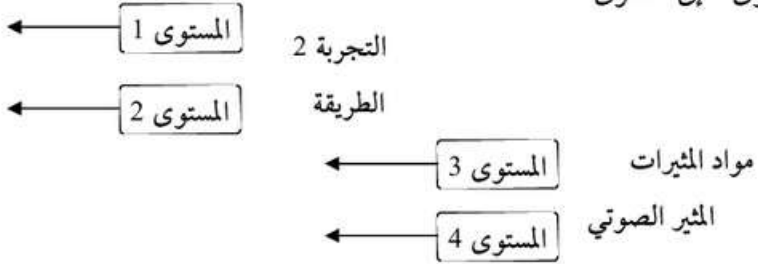 المستوى 1
التجربة 2
المستوى 2
الطريقة
مواد المثيرات
المستوى 3
المثير الصوتي
المستوى 4